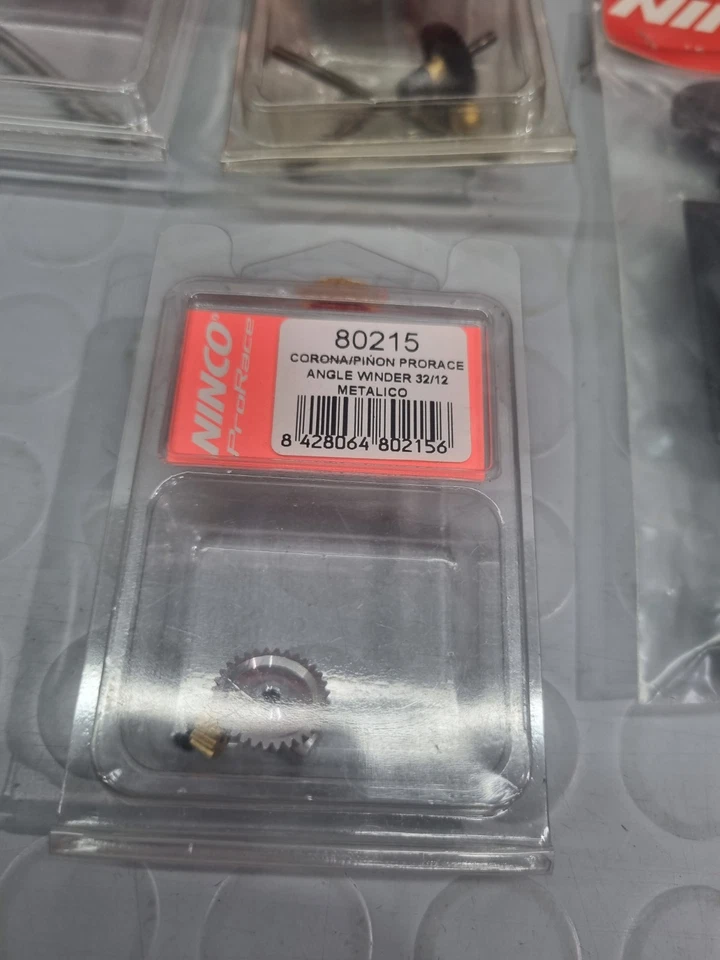 NINCO®
ProRace
80215
CORONA/PIÑON PRORACE
ANGLE WINDER 32/12
METALICO
8 428064 802156